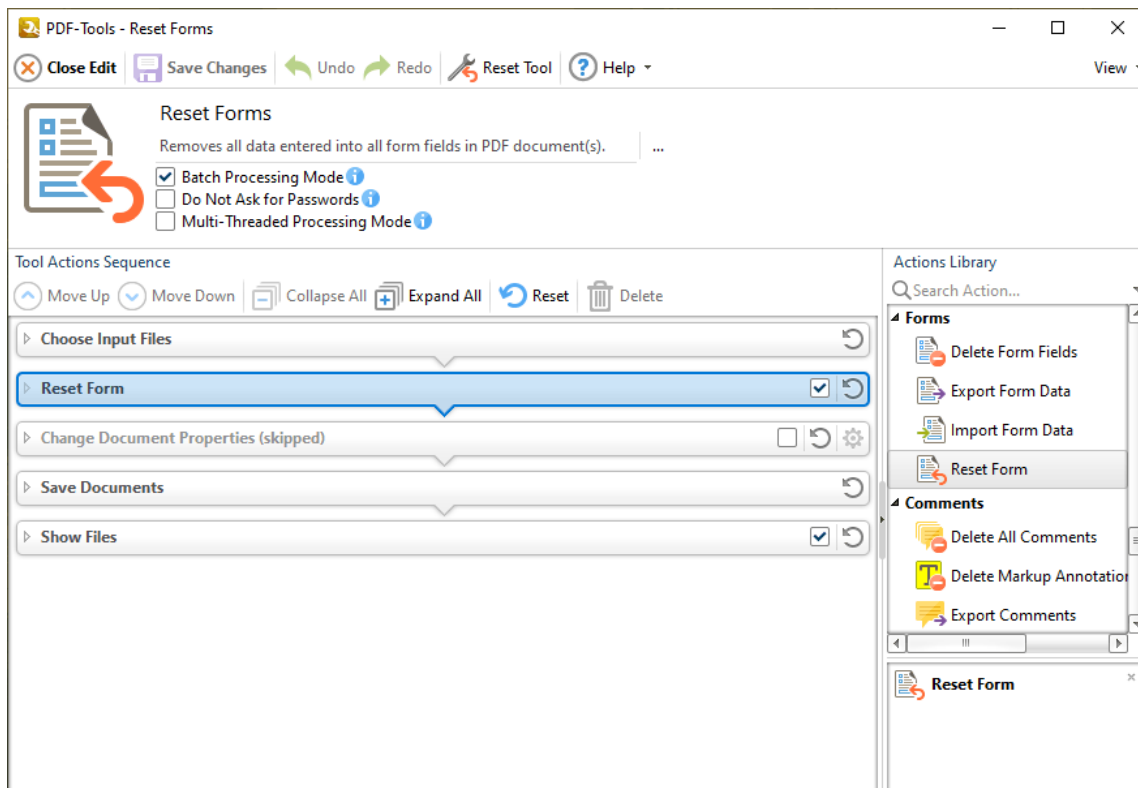 PDF-Tools - Reset Forms
Close Edit Save Changes Undo Redo Reset Tool ? Help View
Reset Forms
Removes all data entered into all form fields in PDF document(s). ...
Batch Processing Mode i
Do Not Ask for Passwords i
Multi-Threaded Processing Mode i
Tool Actions Sequence
Move Up Move Down Collapse All Expand All Reset Delete
Choose Input Files
Reset Form
Change Document Properties (skipped)
Save Documents
Show Files
Actions Library
Search Action...
Forms
Delete Form Fields
Export Form Data
Import Form Data
Reset Form
Comments
Delete All Comments
T Delete Markup Annotation
Export Comments
Reset Form